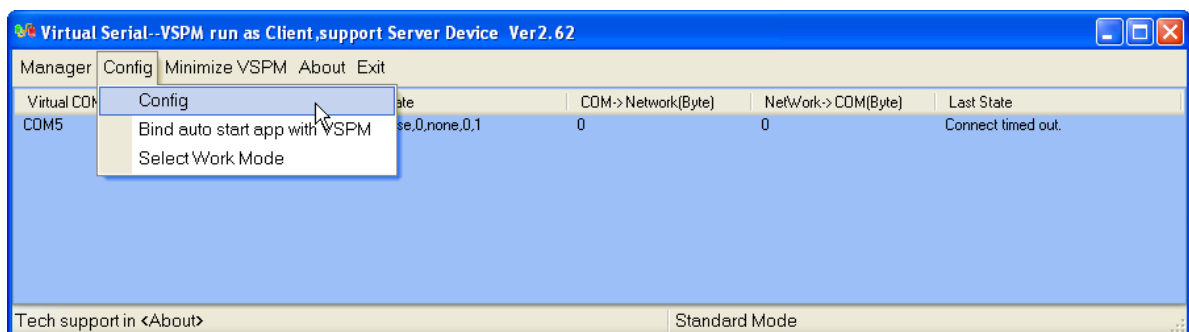 Virtual Serial--VSPM run as Client,support Server Device Ver2.62
Manager Config Minimize VSPM About Exit
Virtual COM ate COM->Network(Byte) NetWork->COM(Byte) Last State
Config
COM5 se,0,none,0,1 0 0 Connect timed out.
Bind auto start app with VSPM
Select Work Mode
Tech support in <About> Standard Mode